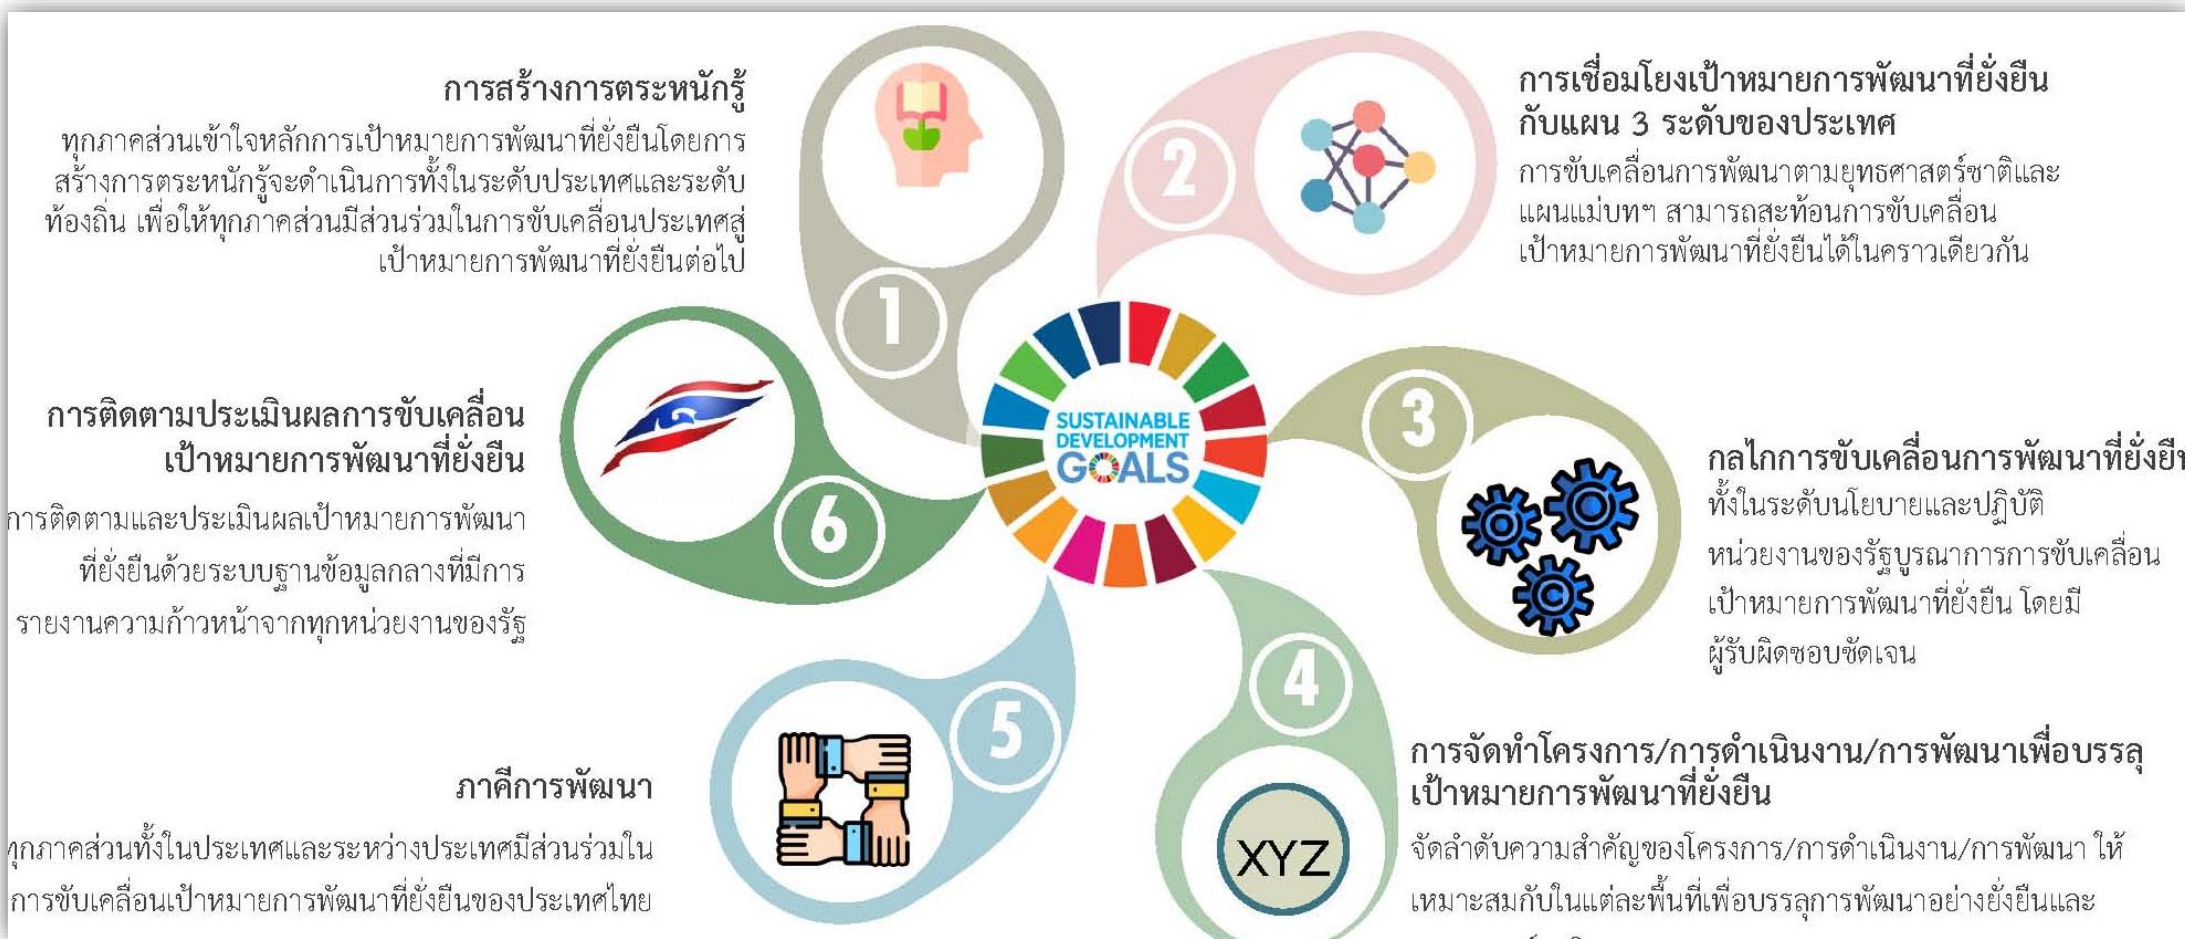 การสร้างการตระหนักรู้
ทุกภาคส่วนเข้าใจหลักการเป้าหมายการพัฒนาที่ยั่งยืนโดยการ
สร้างการตระหนักรู้จะดำเนินการทั้งในระดับประเทศและระดับ
ท้องถิ่น เพื่อให้ทุกภาคส่วนมีส่วนร่วมในการขับเคลื่อนประเทศสู่
เป้าหมายการพัฒนาที่ยั่งยืนต่อไป
1
2
การเชื่อมโยงเป้าหมายการพัฒนาที่ยั่งยืน
กับแผน 3 ระดับของประเทศ
การขับเคลื่อนการพัฒนาตามยุทธศาสตร์ชาติและ
แผนแม่บทฯ สามารถสะท้อนการขับเคลื่อน
เป้าหมายการพัฒนาที่ยั่งยืนได้ในคราวเดียวกัน
SUSTAINABLE
DEVELOPMENT
GOALS
3
กลไกการขับเคลื่อนการพัฒนาที่ยั่งยืน
ทั้งในระดับนโยบายและปฏิบัติ
หน่วยงานของรัฐบูรณาการการขับเคลื่อน
เป้าหมายการพัฒนาที่ยั่งยืน โดยมี
ผู้รับผิดชอบชัดเจน
4
XYZ
การจัดทำโครงการ/การดำเนินงาน/การพัฒนาเพื่อบรรลุ
เป้าหมายการพัฒนาที่ยั่งยืน
จัดลำดับความสำคัญของโครงการ/การดำเนินงาน/การพัฒนา ให้
เหมาะสมกับในแต่ละพื้นที่เพื่อบรรลุการพัฒนาอย่างยั่งยืนและ
5
ภาคีการพัฒนา
ทุกภาคส่วนทั้งในประเทศและระหว่างประเทศมีส่วนร่วมใน
การขับเคลื่อนเป้าหมายการพัฒนาที่ยั่งยืนของประเทศไทย
6
การติดตามประเมินผลการขับเคลื่อน
เป้าหมายการพัฒนาที่ยั่งยืน
การติดตามและประเมินผลเป้าหมายการพัฒนา
ที่ยั่งยืนด้วยระบบฐานข้อมูลกลางที่มีการ
รายงานความก้าวหน้าจากทุกหน่วยงานของรัฐ